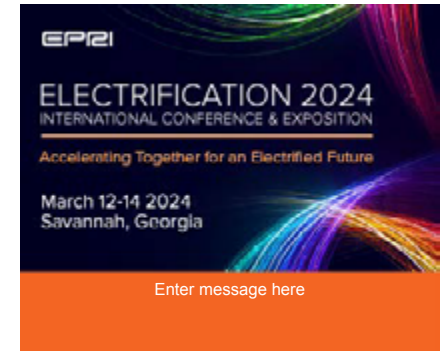 EPRI
ELECTRIFICATION 2024
INTERNATIONAL CONFERENCE & EXPOSITION
Accelerating Together for an Electrified Future
March 12-14 2024
Savannah, Georgia
Enter message here